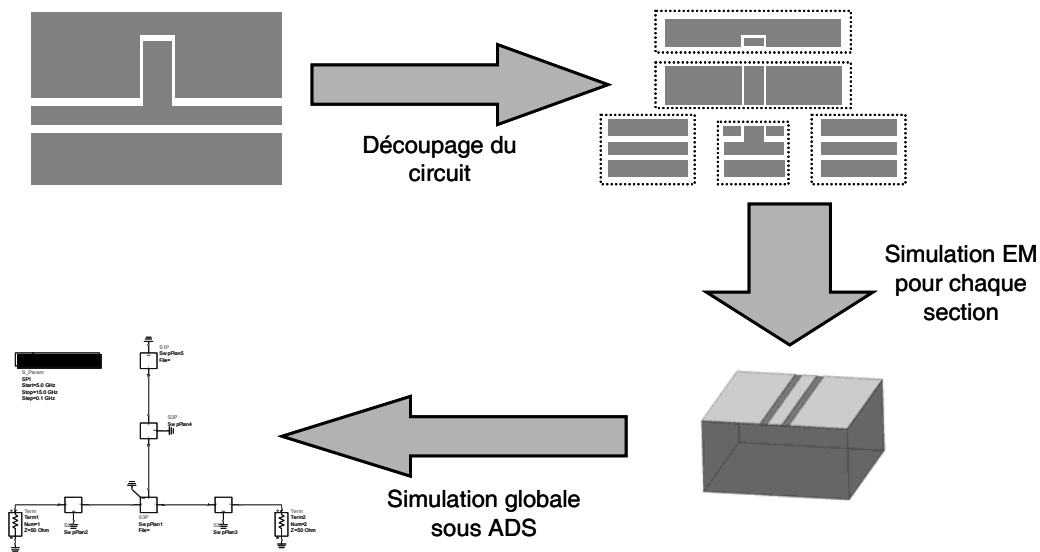 Découpage du
circuit
Simulation EM
pour chaque
section
Simulation globale
sous ADS
S_Param
SP1
Start=5.0 GHz
Stop=15.0 GHz
Step=0.1 GHz
S1P
SwpPlan5
File=
S2P
SwpPlan4
Term
Term1
Num=1
Z=50 Ohm
SwpPlan2
S3P
SwpPlan1
File=
SwpPlan3
Term
Term2
Num=2
Z=50 Ohm